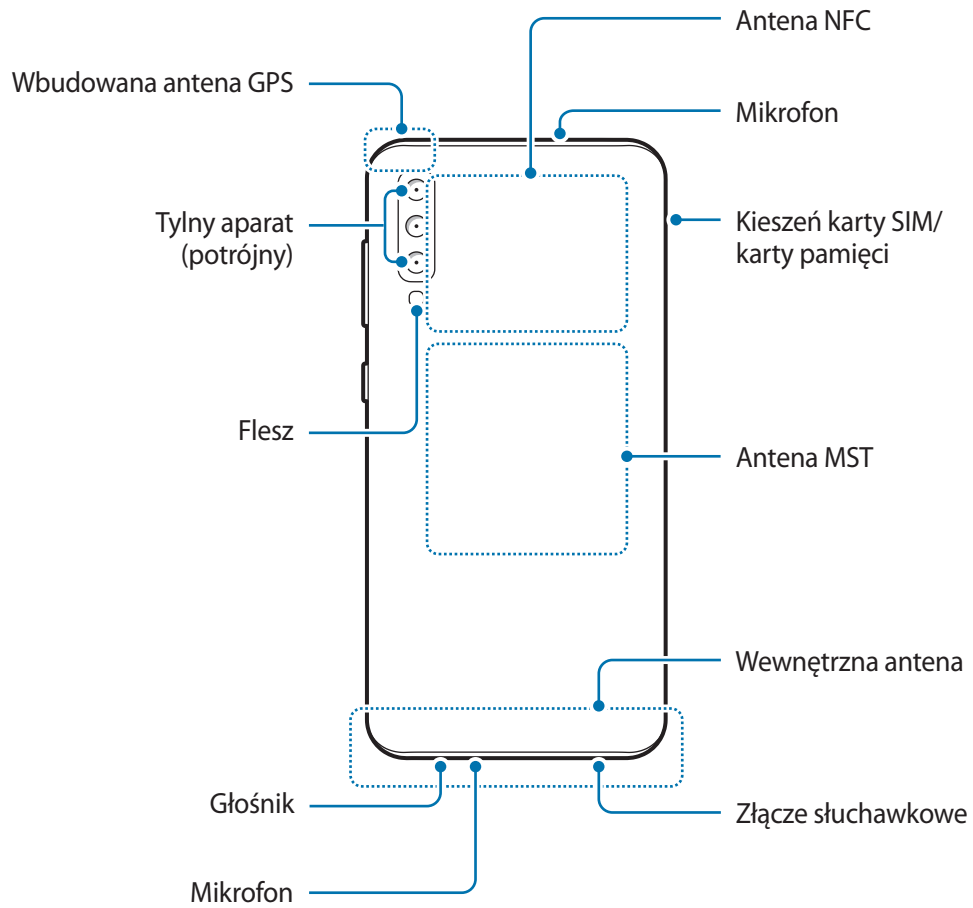 Antena NFC
Wbudowana antena GPS
Mikrofon
Tylny aparat
(potrójny)
Kieszeń karty SIM/
karty pamięci
Flesz
Antena MST
Wewnętrzna antena
Głośnik
Złącze słuchawkowe
Mikrofon